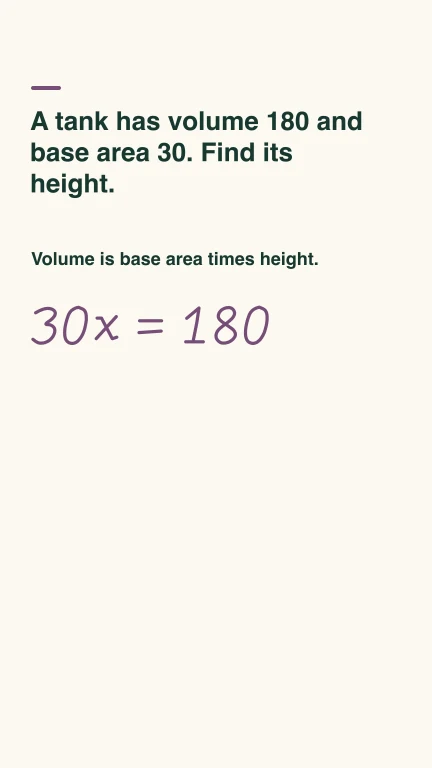 A tank has volume 180 and
base area 30. Find its
height.
Volume is base area times height.
30x = 180